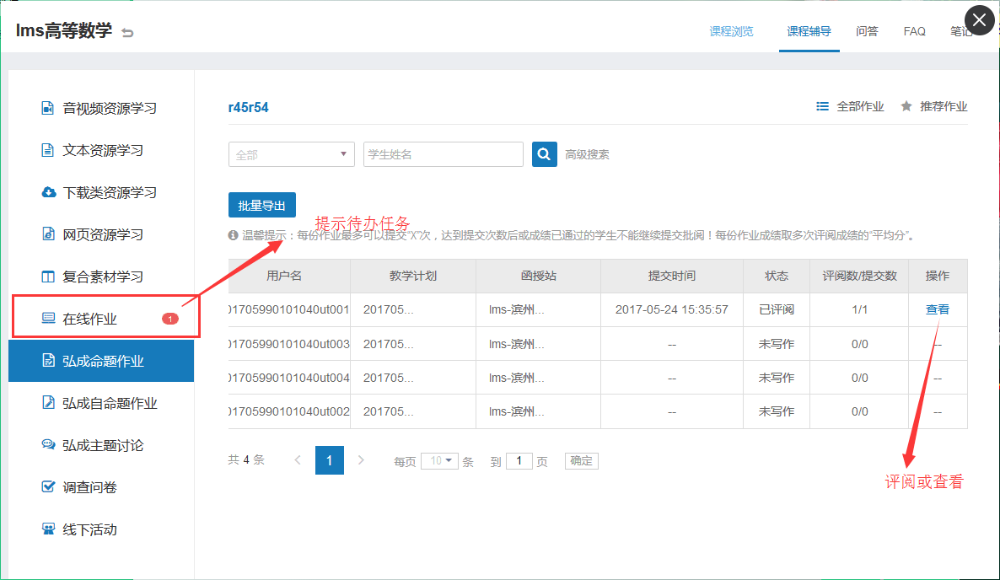 lms高等数学
课程浏览 课程辅导 问答 FAQ 笔记
音视频资源学习
文本资源学习
下载类资源学习
网页资源学习
复合素材学习
在线作业 1
弘成命题作业
弘成自命题作业
弘成主题讨论
调查问卷
线下活动
r45r54 全部作业 推荐作业
全部 学生姓名 高级搜索
批量导出
提示待办任务
温馨提示：每份作业最多可以提交“X”次，达到提交次数后或成绩已通过的学生不能继续提交批阅！每份作业成绩取多次评阅成绩的“平均分”。
用户名 教学计划 函授站 提交时间 状态 评阅数/提交数 操作
01705990101040ut001 201705... lms-滨州... 2017-05-24 15:35:57 已评阅 1/1 查看
01705990101040ut003 201705... lms-滨州... -- 未写作 0/0 --
01705990101040ut004 201705... lms-滨州... -- 未写作 0/0 --
01705990101040ut002 201705... lms-滨州... -- 未写作 0/0 --
共 4 条 1 每页 10 条 到 1 页 确定
评阅或查看